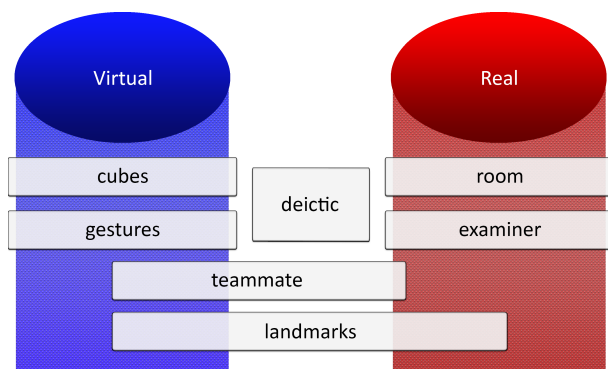 Virtual
Real
cubes
room
deictic
gestures
examiner
teammate
landmarks